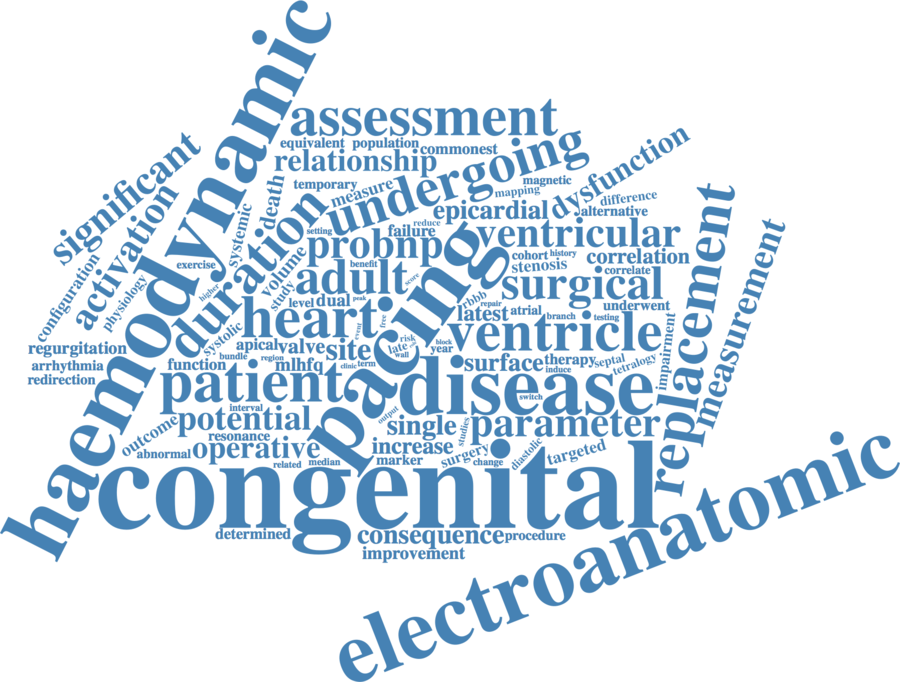 haemodynamic
assessment
equivalent
population
commonest
relationship
undergoing
dysfunction
significant
activation
configuration
physiology
exercise
systemic
death
temporary
measure
magnetic
mapping
difference
alternative
epicardial
duration
setting
failure
reduce
probnp
ventricular
volume
study
higher
benefit
adult
score
cohort
history
stenosis
correlation
correlate
surgical
replacement
measurement
level
dual
peak
heart
pacing
rbbb
repair
underwent
latest
atrial
branch
testing
ventricle
systolic
event
free
risk
late
wall
block
year
regurgitation
arrhythmia
redirection
apical
valve
site
function
bundle
region
mlhfq
clinic
term
surface
therapy
induce
septal
tetralogy
impairment
patient
disease
switch
interval
potential
output
single
studies
parameter
outcome
resonance
abnormal
operative
related
median
increase
marker
surgery
change
diastolic
targeted
congenital
determined
consequence
procedure
improvement
electroanatomic